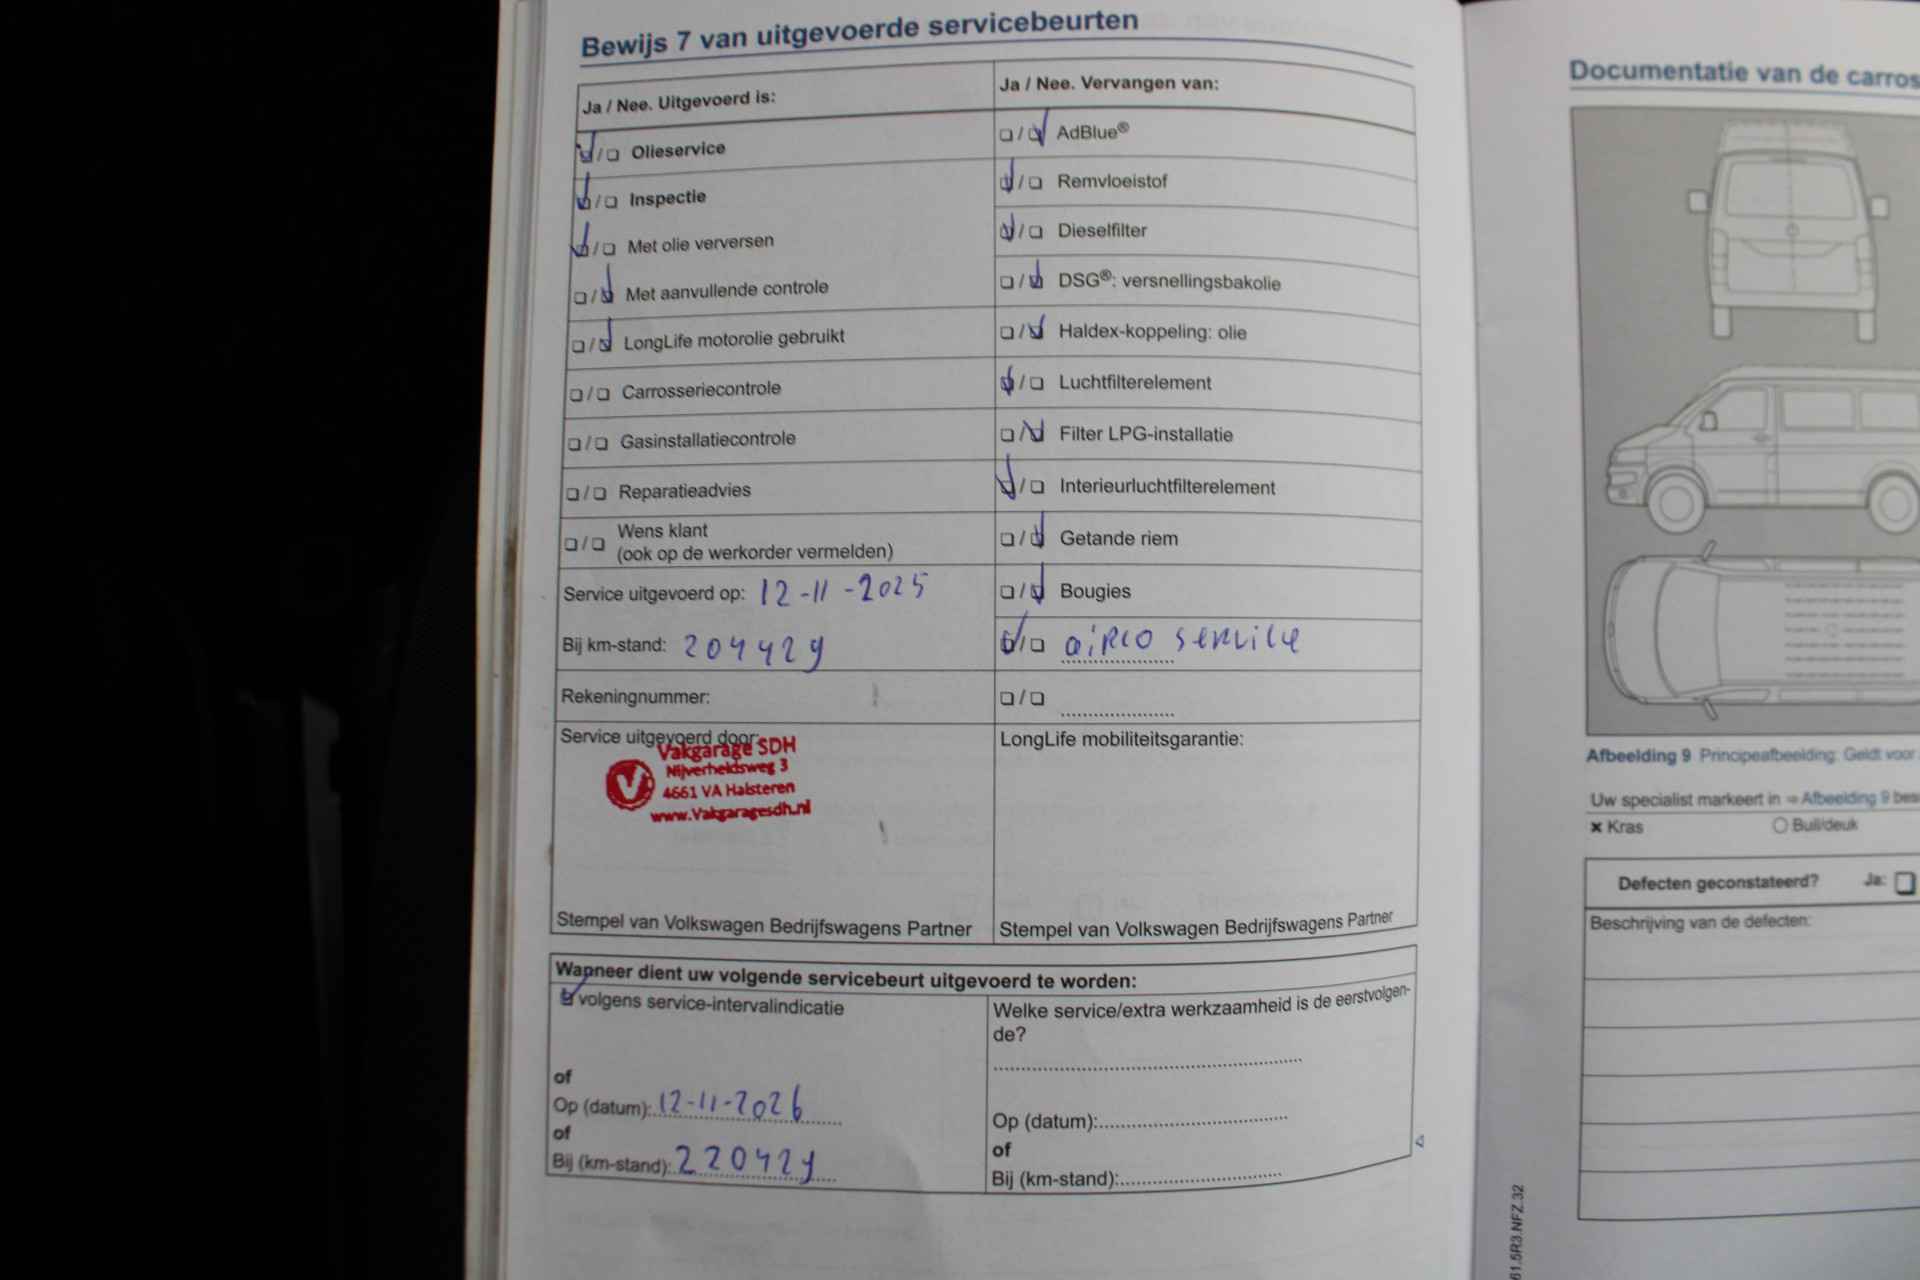 Bewijs 7 van uitgevoerde servicebeurten
Ja / Nee. Uitgevoerd is:
Olieservice
Inspectie
Met olie verversen
Met aanvullende controle
LongLife motorolie gebruikt
Carrosseriecontrole
Gasinstallatiecontrole
Reparatieadvies
Wens klant
(ook op de werkorder vermelden)
Service uitgevoerd op: 12-11-2025
Bij km-stand: 204429
Rekeningnummer:
Service uitgevoerd door:
Vakgarage SDH
Nijverheidsweg 3
4661 VA Halsteren
www.Vakgaragesdh.nl
Stempel van Volkswagen Bedrijfswagens Partner
Ja / Nee. Vervangen van:
AdBlue®
Remvloeistof
Dieselfilter
DSG®: versnellingsbakolie
Haldex-koppeling: olie
Luchtfilterelement
Filter LPG-installatie
Interieurluchtfilterelement
Getande riem
Bougies
airco service
LongLife mobiliteitsgarantie:
Stempel van Volkswagen Bedrijfswagens Partner
Wanneer dient uw volgende servicebeurt uitgevoerd te worden:
volgens service-intervalindicatie
of
Op (datum): 12-11-2026
of
Bij (km-stand): 220429
Welke service/extra werkzaamheid is de eerstvolgen-
de?
Op (datum):
of
Bij (km-stand):
Documentatie van de carros
Afbeelding 9 Principeafbeelding: Geldt voor
Uw specialist markeert in ⇒ Afbeelding 9 bes
Kras
Buil/deuk
Defecten geconstateerd? Ja:
Beschrijving van de defecten:
61.5R3.NFZ.32